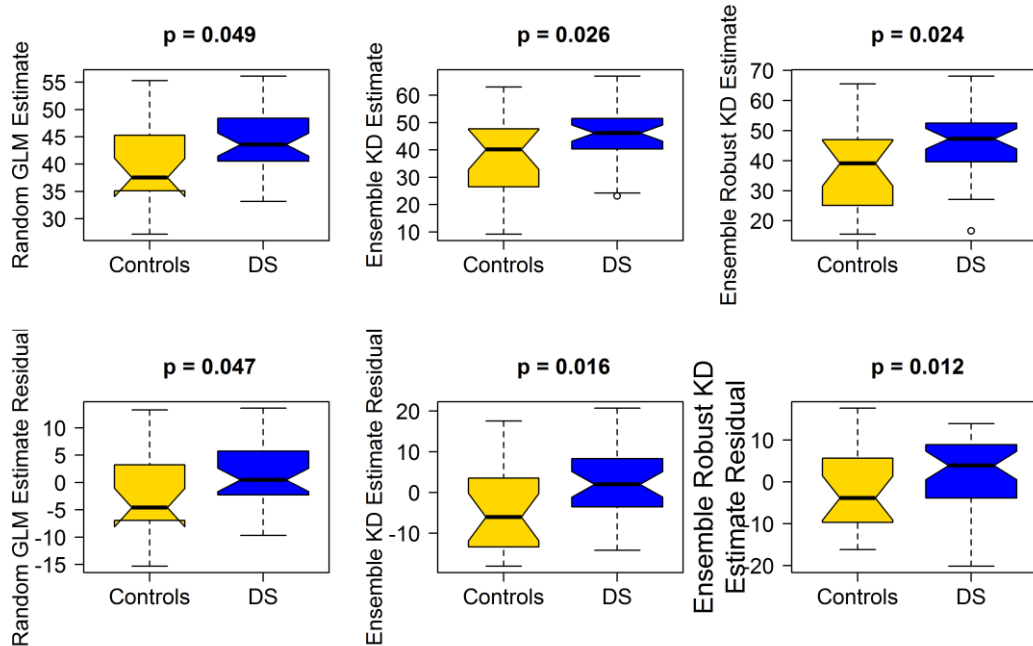 p = 0.049
Random GLM Estimate
55
50
45
40
35
30
Controls DS
p = 0.026
Ensemble KD Estimate
60
50
40
30
20
10
Controls DS
p = 0.024
Ensemble Robust KD Estimate
70
60
50
40
30
20
Controls DS
p = 0.047
Random GLM Estimate Residual
10
5
0
-5
-10
-15
Controls DS
p = 0.016
Ensemble KD Estimate Residual
20
10
0
-10
Controls DS
p = 0.012
Ensemble Robust KD
Estimate Residual
10
0
-10
-20
Controls DS